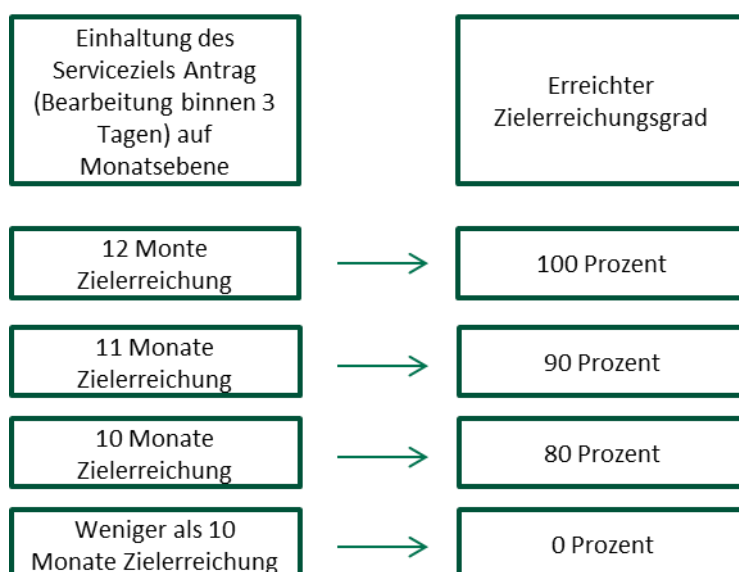 Einhaltung des
Serviceziels Antrag
(Bearbeitung binnen 3
Tagen) auf
Monatsebene
Erreichter
Zielerreichungsgrad
12 Monte
Zielerreichung
100 Prozent
11 Monate
Zielerreichung
90 Prozent
10 Monate
Zielerreichung
80 Prozent
Weniger als 10
Monate Zielerreichung
0 Prozent